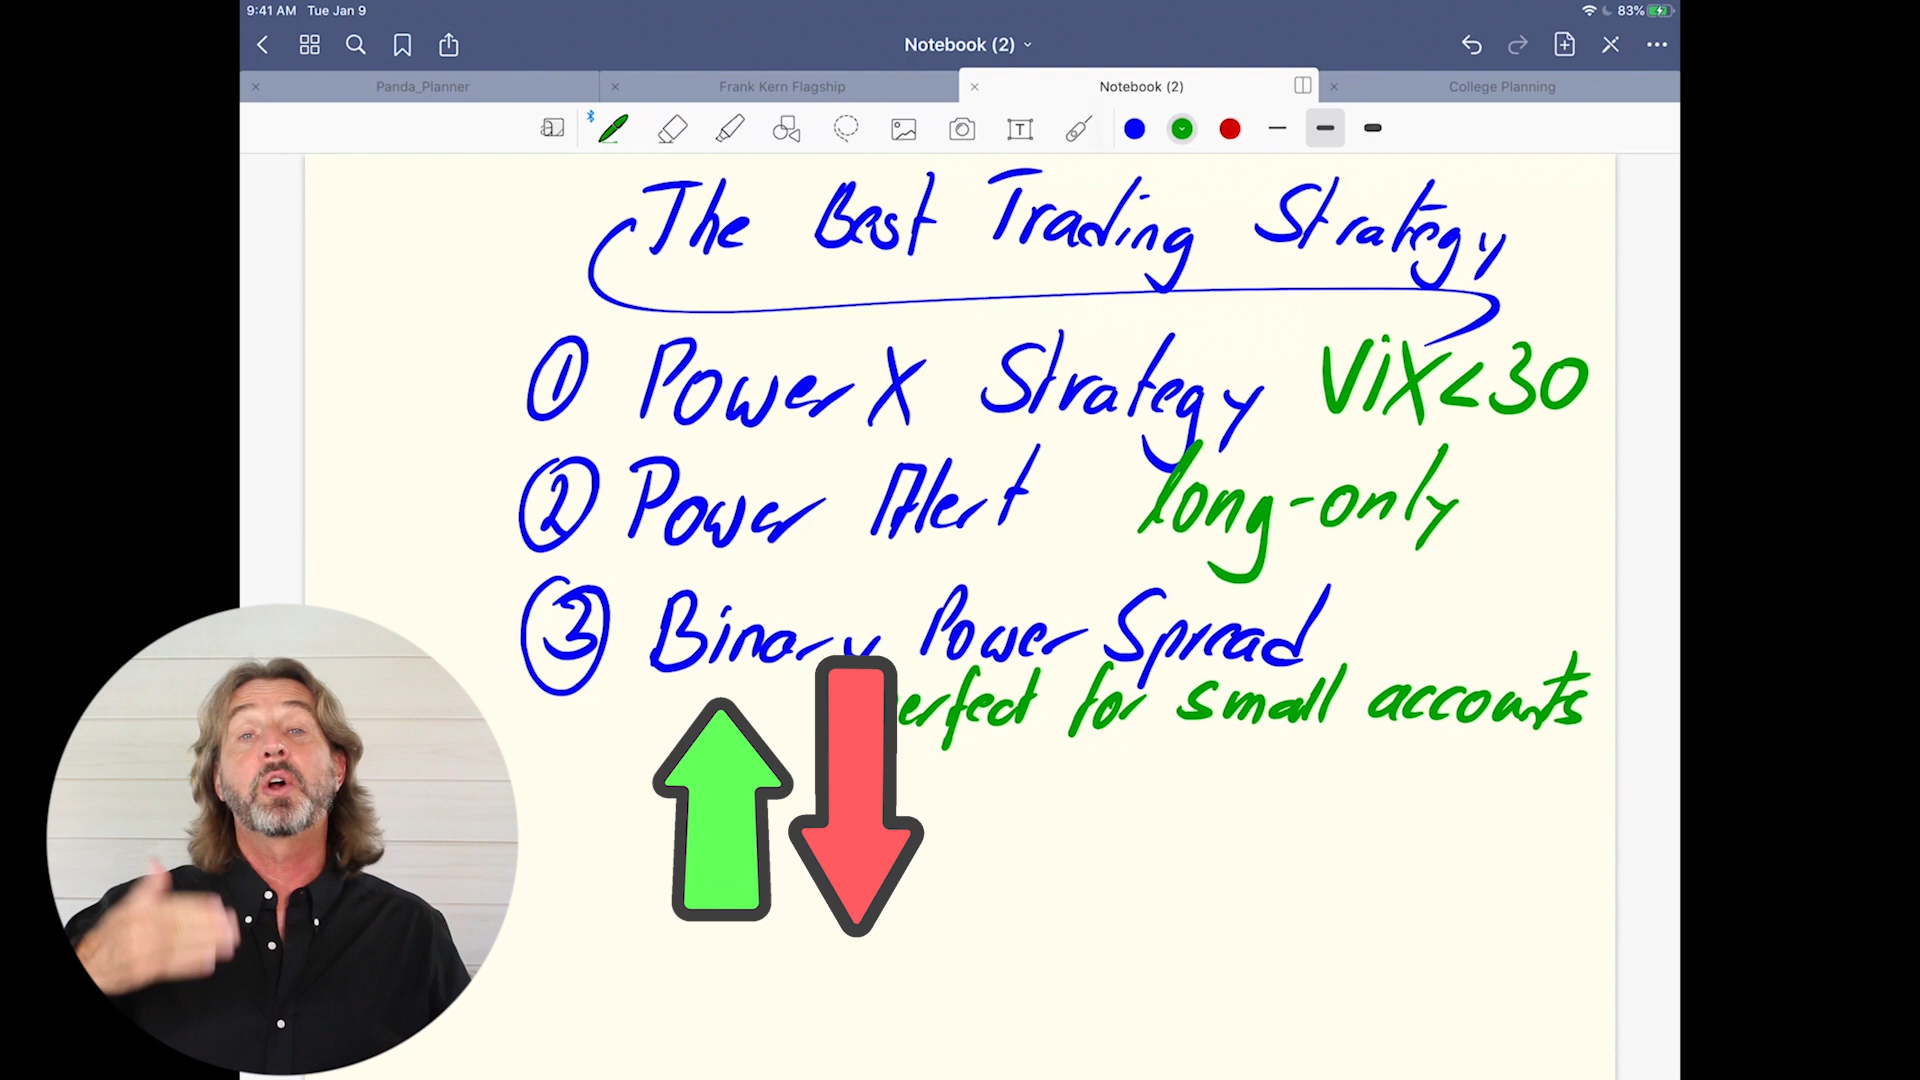 9:41 AM Tue Jan 9 83%
Notebook (2)
Panda_Planner Frank Kern Flagship Notebook (2) College Planning
T
The Best Trading Strategy
① PowerX Strategy ViX<30
② Power Alert long-only
③ Binary Power Spread
erfect for small accounts